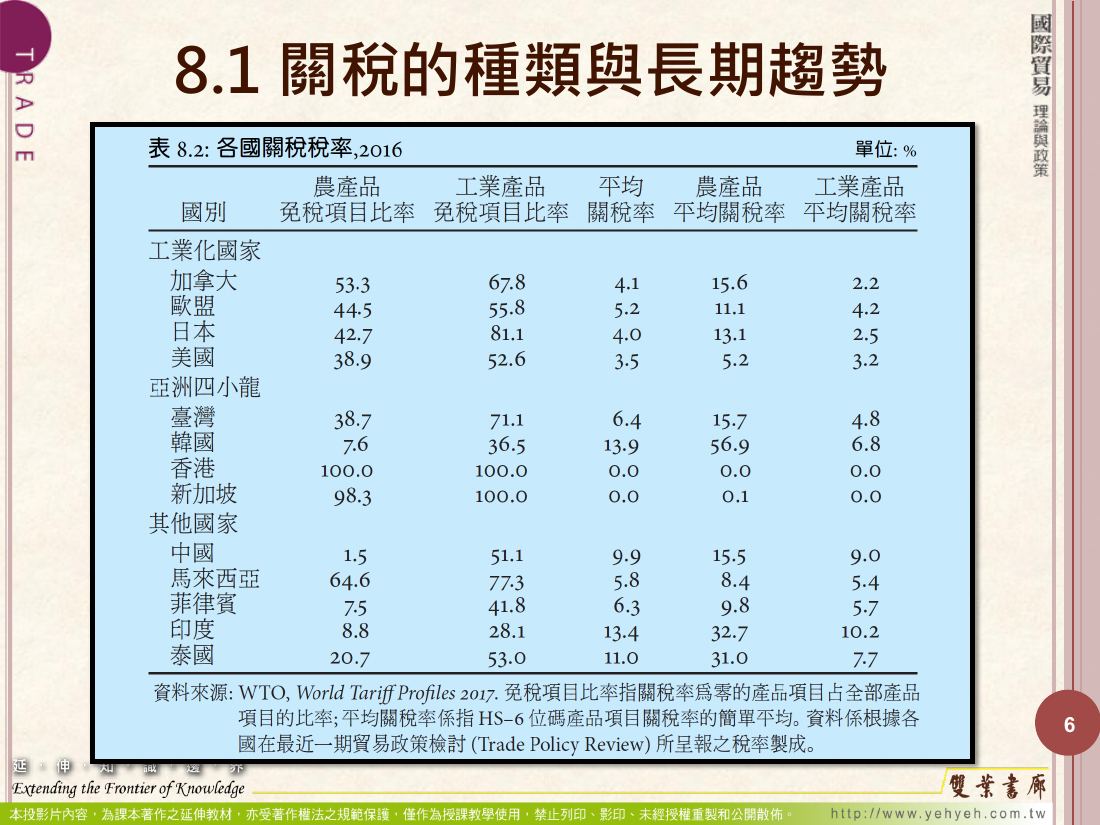 8.1 關稅的種類與長期趨勢
TRADE
國際貿易 理論與政策
表 8.2: 各國關稅稅率,2016 單位: %
農產品 工業產品 平均 農產品 工業產品
國別 免稅項目比率 免稅項目比率 關稅率 平均關稅率 平均關稅率
工業化國家
加拿大 53.3 67.8 4.1 15.6 2.2
歐盟 44.5 55.8 5.2 11.1 4.2
日本 42.7 81.1 4.0 13.1 2.5
美國 38.9 52.6 3.5 5.2 3.2
亞洲四小龍
臺灣 38.7 71.1 6.4 15.7 4.8
韓國 7.6 36.5 13.9 56.9 6.8
香港 100.0 100.0 0.0 0.0 0.0
新加坡 98.3 100.0 0.0 0.1 0.0
其他國家
中國 1.5 51.1 9.9 15.5 9.0
馬來西亞 64.6 77.3 5.8 8.4 5.4
菲律賓 7.5 41.8 6.3 9.8 5.7
印度 8.8 28.1 13.4 32.7 10.2
泰國 20.7 53.0 11.0 31.0 7.7
資料來源: WTO, World Tariff Profiles 2017. 免稅項目比率指關稅率爲零的產品項目占全部產品
項目的比率; 平均關稅率係指 HS–6 位碼產品項目關稅率的簡單平均。資料係根據各
國在最近一期貿易政策檢討 (Trade Policy Review) 所呈報之稅率製成。
6
延‧伸‧知‧識‧邊‧界
Extending the Frontier of Knowledge
雙葉書廊
本投影片內容，為課本著作之延伸教材，亦受著作權法之規範保護，僅作為授課教學使用，禁止列印、影印、未經授權重製和公開散佈。
http://www.yehyeh.com.tw